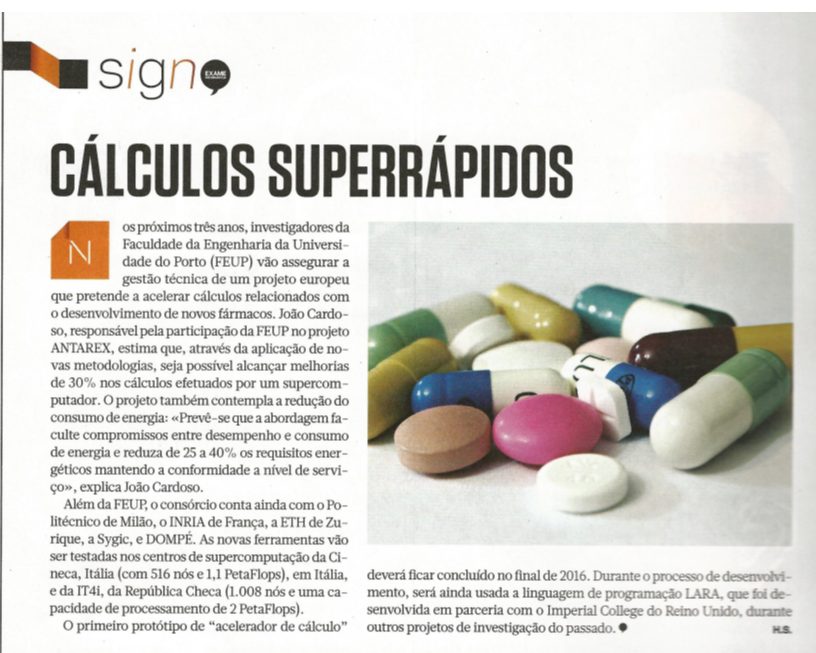 sign
EXAME
INFORMÁTICA
CÁLCULOS SUPERRÁPIDOS
Nos próximos três anos, investigadores da
Faculdade da Engenharia da Universi-
dade do Porto (FEUP) vão assegurar a
gestão técnica de um projeto europeu
que pretende a acelerar cálculos relacionados com
o desenvolvimento de novos fármacos. João Cardo-
so, responsável pela participação da FEUP no projeto
ANTAREX, estima que, através da aplicação de no-
vas metodologias, seja possível alcançar melhorias
de 30% nos cálculos efetuados por um supercom-
putador. O projeto também contempla a redução do
consumo de energia: «Prevê-se que a abordagem fa-
culte compromissos entre desempenho e consumo
de energia e reduza de 25 a 40% os requisitos ener-
géticos mantendo a conformidade a nível de servi-
ço», explica João Cardoso.
Além da FEUP, o consórcio conta ainda com o Po-
litécnico de Milão, o INRIA de França, a ETH de Zu-
rique, a Sygic, e DOMPÉ. As novas ferramentas vão
ser testadas nos centros de supercomputação da Ci-
neca, Itália (com 516 nós e 1,1 PetaFlops), em Itália,
e da IT4i, da República Checa (1.008 nós e uma ca-
pacidade de processamento de 2 PetaFlops).
O primeiro protótipo de “acelerador de cálculo”
deverá ficar concluído no final de 2016. Durante o processo de desenvolvi-
mento, será ainda usada a linguagem de programação LARA, que foi de-
senvolvida em parceria com o Imperial College do Reino Unido, durante
outros projetos de investigação do passado.
H.S.